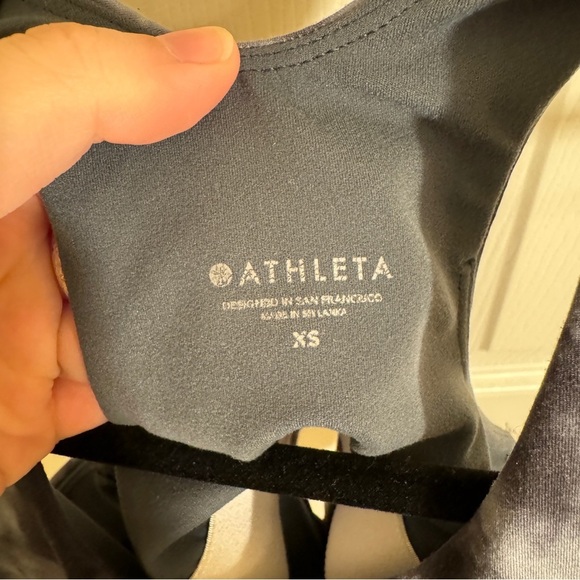 ATHLETA
DESIGNED IN SAN FRANCISCO
MADE IN SRI LANKA
XS